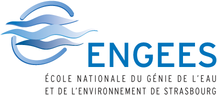 ENGEES
ÉCOLE NATIONALE DU GÉNIE DE L'EAU
ET DE L'ENVIRONNEMENT DE STRASBOURG